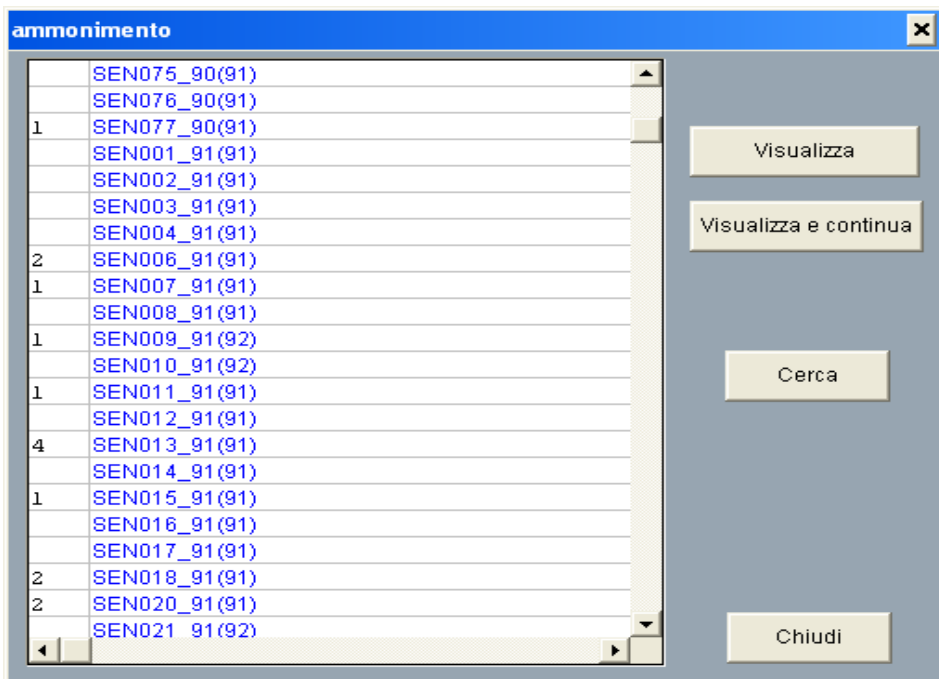 ammonimento
SEN075_90(91)
SEN076_90(91)
1 SEN077_90(91)
SEN001_91(91)
SEN002_91(91)
SEN003_91(91)
SEN004_91(91)
2 SEN006_91(91)
1 SEN007_91(91)
SEN008_91(91)
1 SEN009_91(92)
SEN010_91(92)
1 SEN011_91(91)
SEN012_91(91)
4 SEN013_91(91)
SEN014_91(91)
1 SEN015_91(91)
SEN016_91(91)
SEN017_91(91)
2 SEN018_91(91)
2 SEN020_91(91)
SEN021_91(92)
Visualizza
Visualizza e continua
Cerca
Chiudi